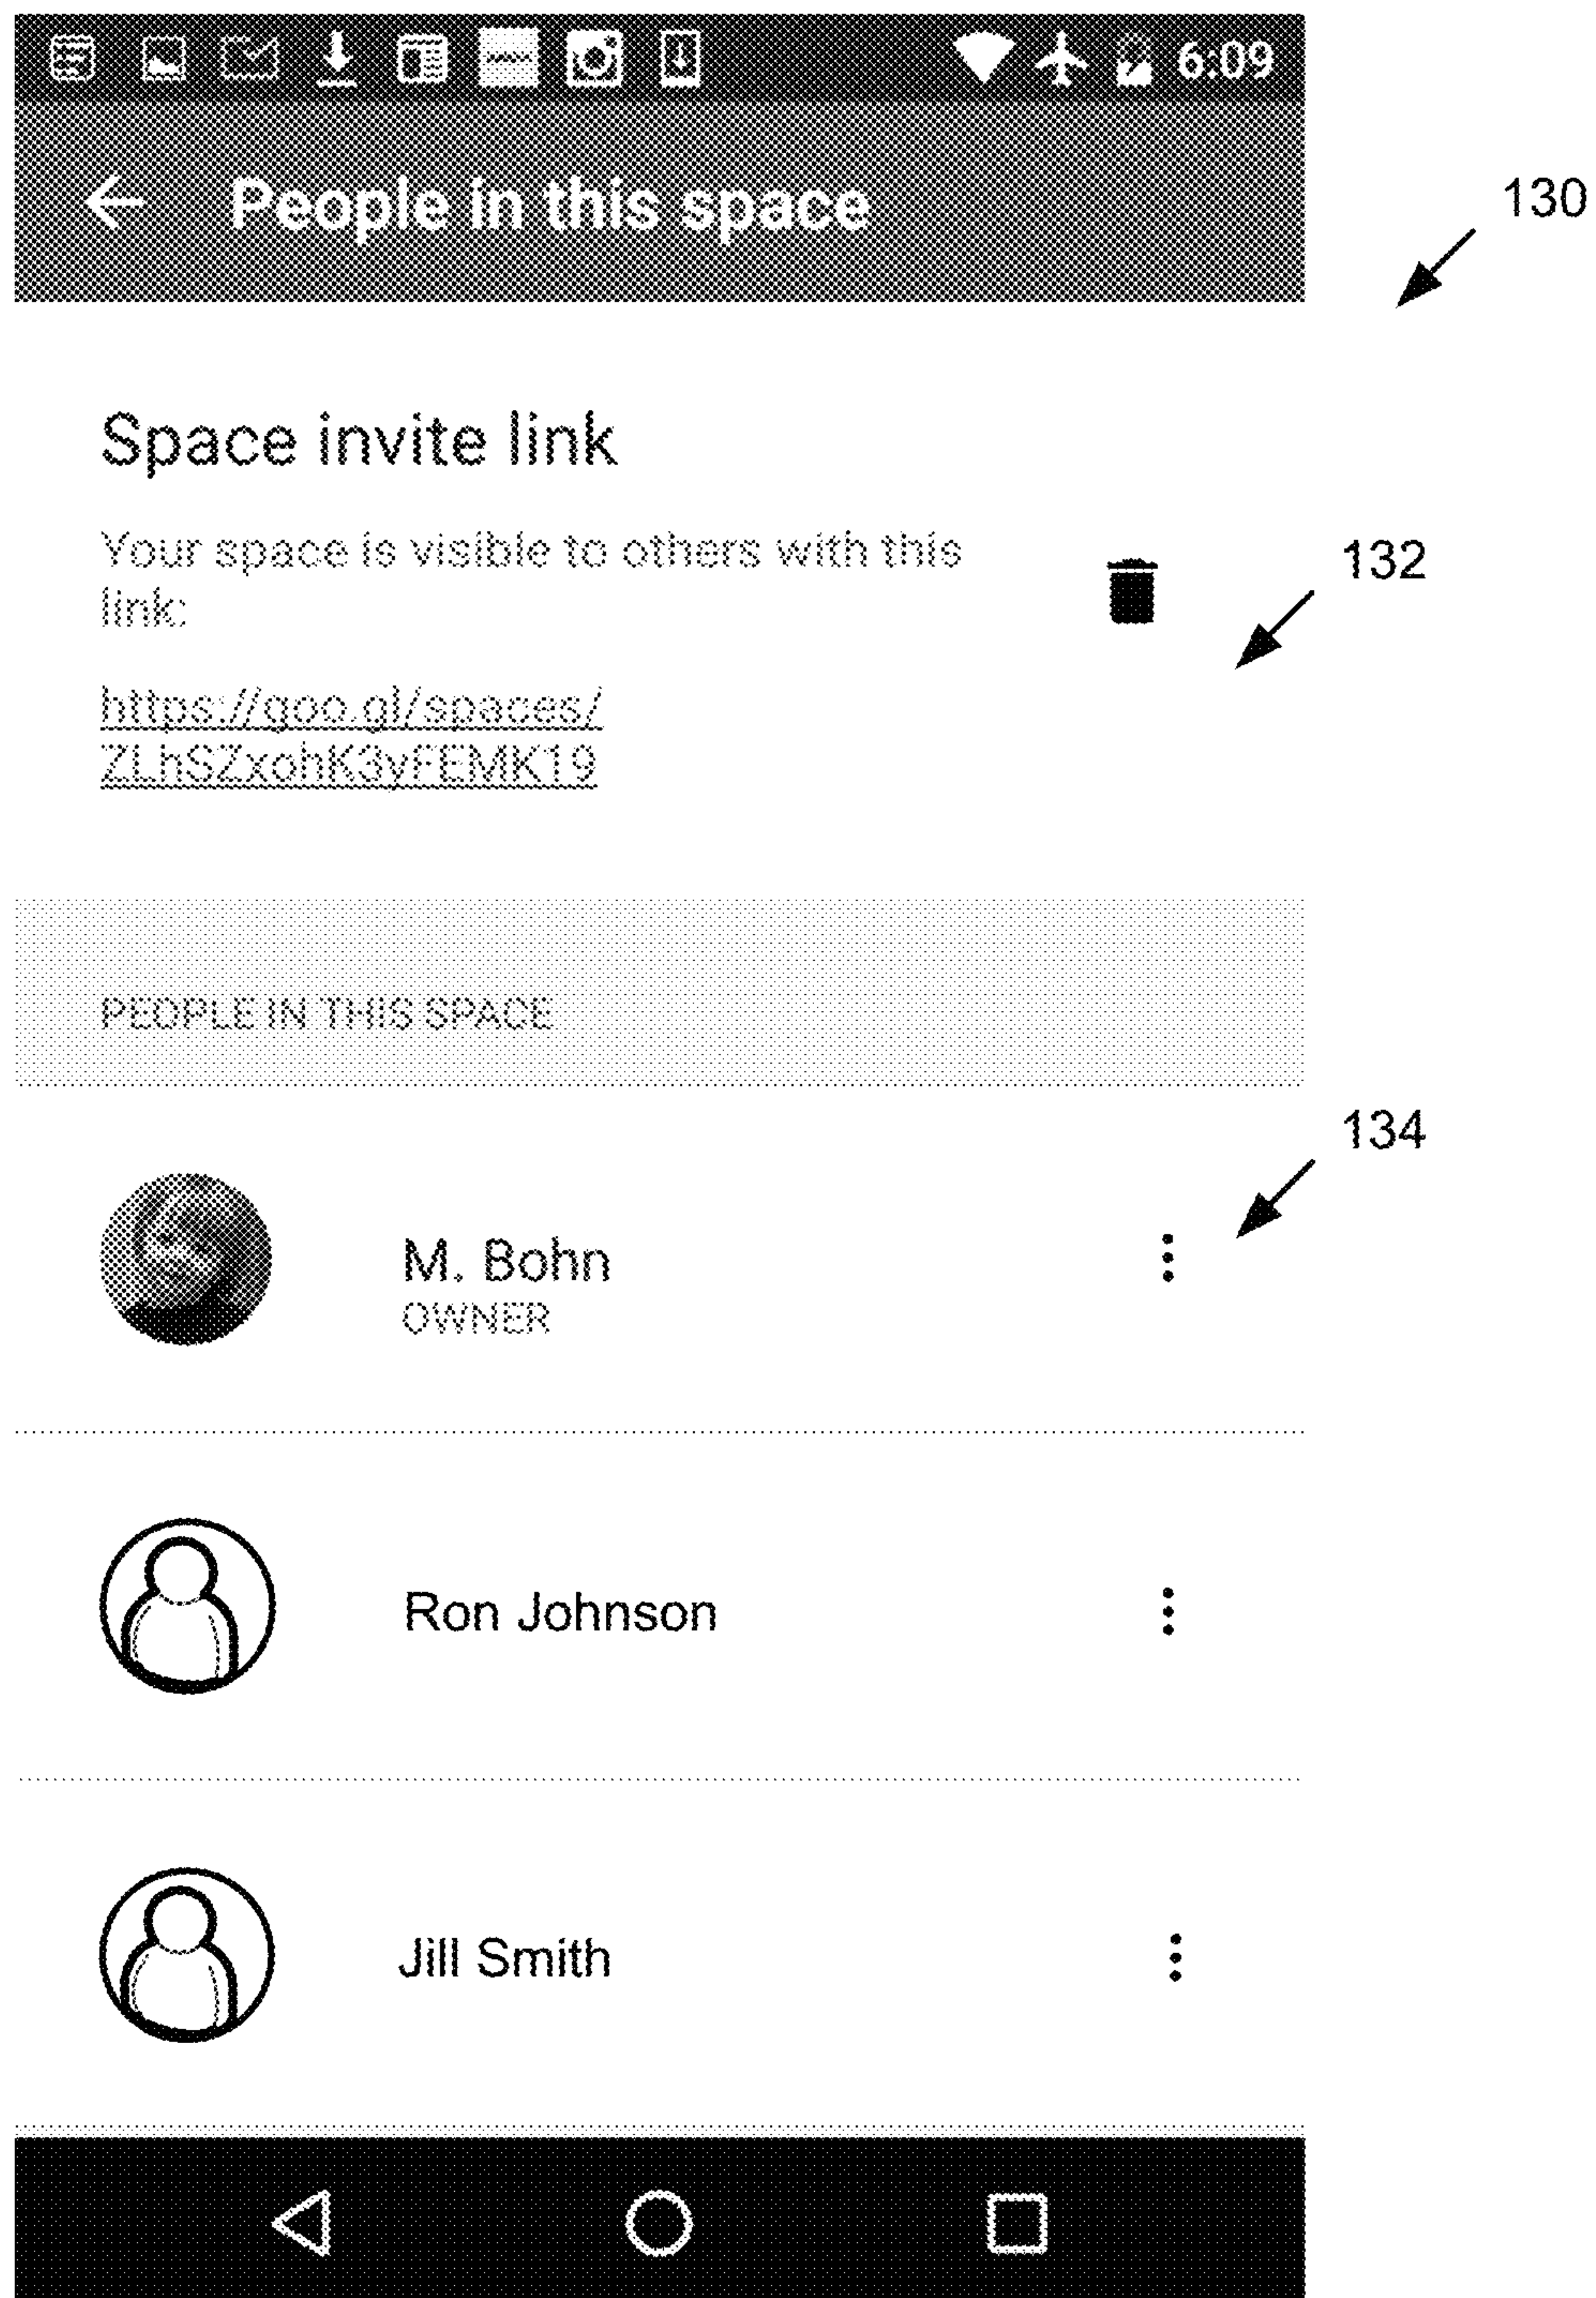 6:09
People in this space
130
Space invite link
Your space is visible to others with this
link:
132
https://goo.gl/spaces/
ZLhSZxohK3yFEMK19
PEOPLE IN THIS SPACE
134
M. Bohn
OWNER
Ron Johnson
Jill Smith